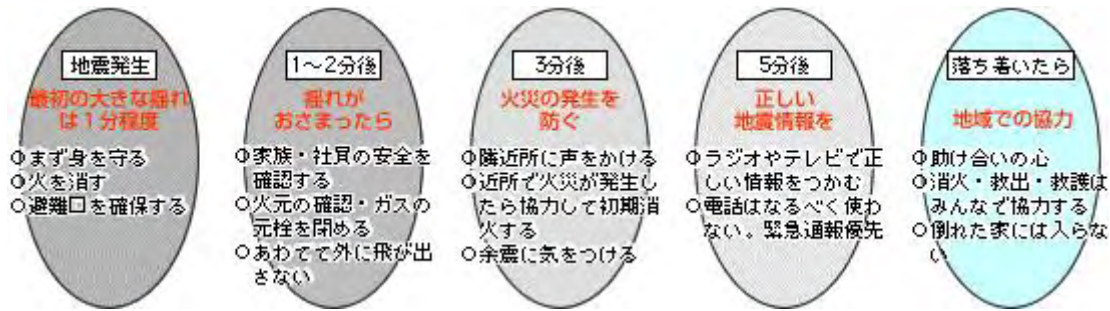 地震発生
最初の大きな揺れ
は1分程度
○まず身を守る
○火を消す
○避難口を確保する
1～2分後
揺れが
おさまったら
○家族・社員の安全を
確認する
○火元の確認・ガスの
元栓を閉める
○あわてて外に飛が出
さない
3分後
火災の発生を
防ぐ
○隣近所に声をかける
○近所で火災が発生し
たら協力して初期消
火する
○余震に気をつける
5分後
正しい
地震情報を
○ラジオやテレビで正
しい情報をつかむ
○電話はなるべく使わ
ない。緊急通報優先
落ち着いたら
地域での協力
○助け合いの心
○消火・救出・救護は
みんなで協力する
○倒れた家には入らな
い